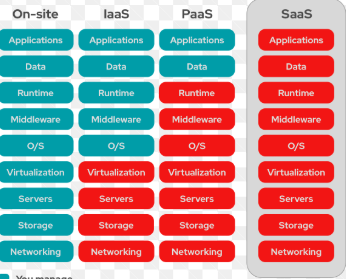 On-site IaaS PaaS SaaS
Applications Applications Applications Applications
Data Data Data Data
Runtime Runtime Runtime Runtime
Middleware Middleware Middleware Middleware
O/S O/S O/S O/S
Virtualization Virtualization Virtualization Virtualization
Servers Servers Servers Servers
Storage Storage Storage Storage
Networking Networking Networking Networking
You manage